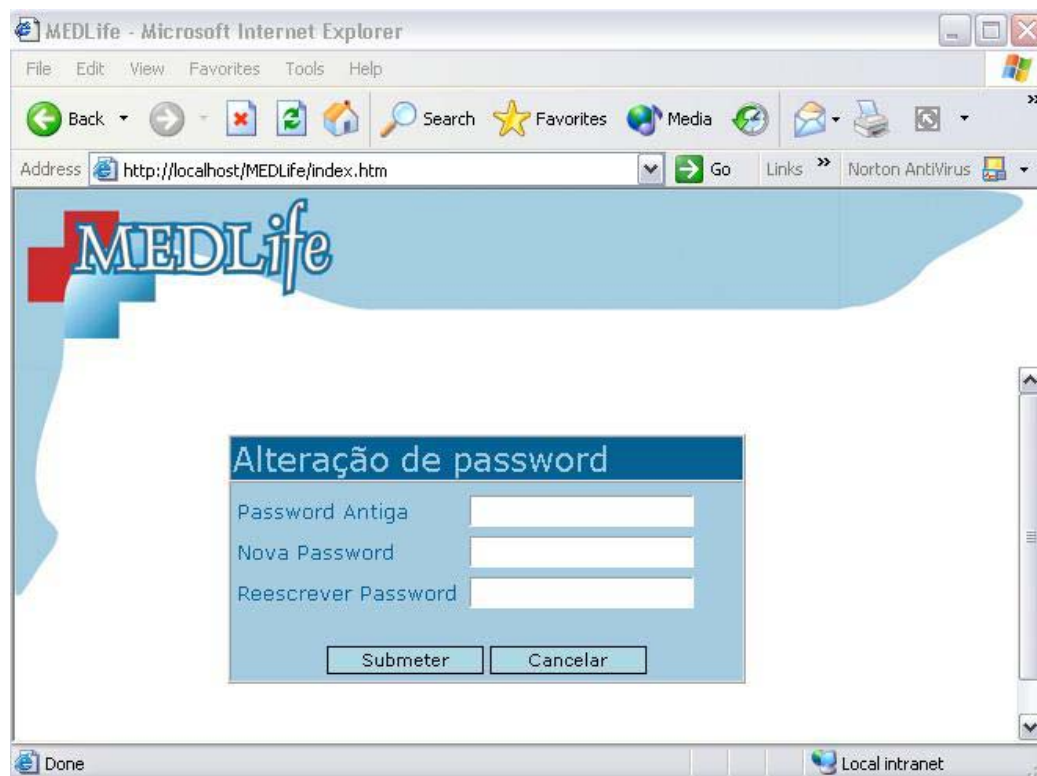 MEDLife - Microsoft Internet Explorer
File Edit View Favorites Tools Help
Back Search Favorites Media »
Address http://localhost/MEDLife/index.htm Go Links » Norton AntiVirus
MEDLife
Alteração de password
Password Antiga
Nova Password
Reescrever Password
Submeter Cancelar
Done Local intranet